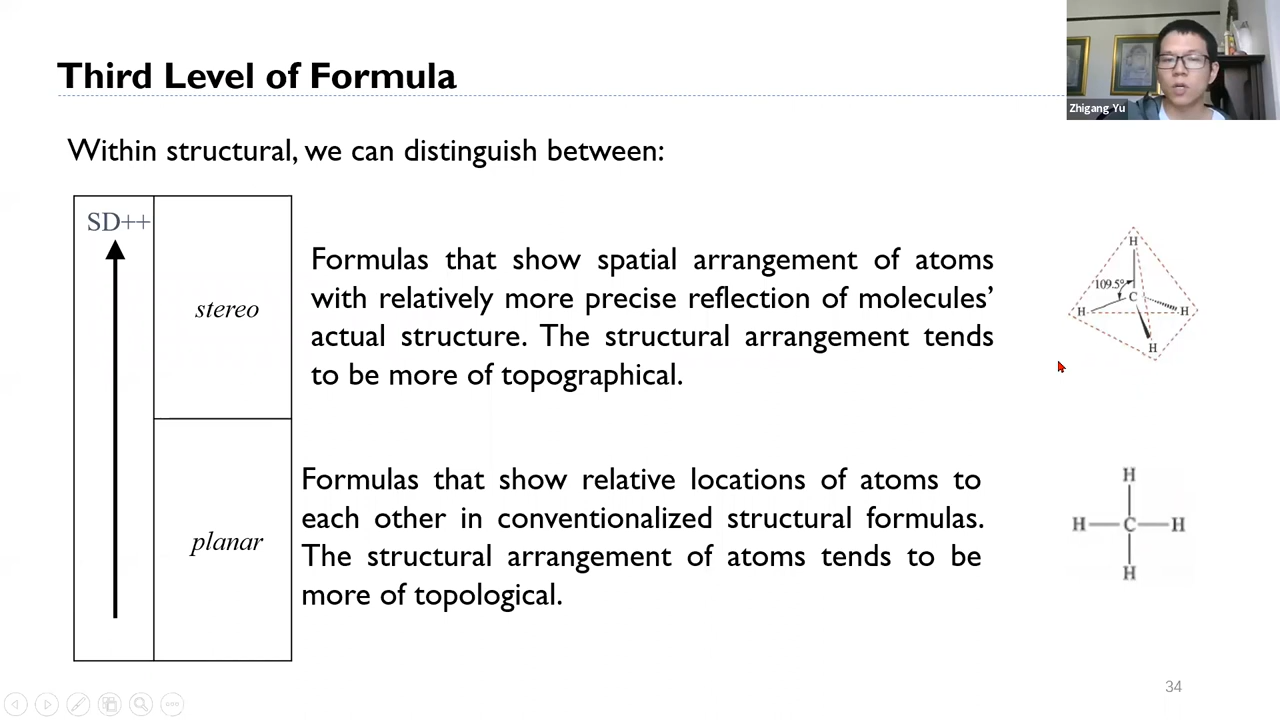 Third Level of Formula
Zhigang Yu
Within structural, we can distinguish between:
SD++
stereo
Formulas that show spatial arrangement of atoms
with relatively more precise reflection of molecules’
actual structure. The structural arrangement tends
to be more of topographical.
H
109.5°
C
H
H
H
planar
Formulas that show relative locations of atoms to
each other in conventionalized structural formulas.
The structural arrangement of atoms tends to be
more of topological.
H
H—C—H
H
34